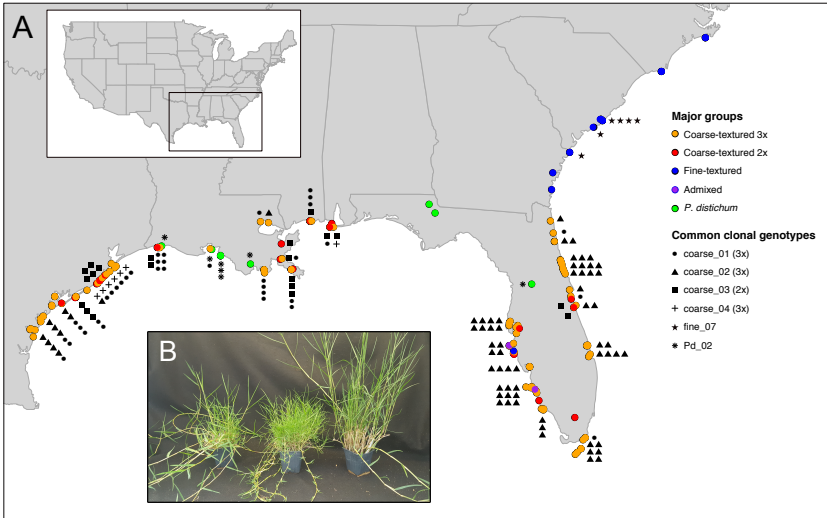 A
Major groups
Coarse-textured 3x
Coarse-textured 2x
Fine-textured
Admixed
P. distichum
Common clonal genotypes
coarse_01 (3x)
coarse_02 (3x)
coarse_03 (2x)
coarse_04 (3x)
fine_07
Pd_02
B